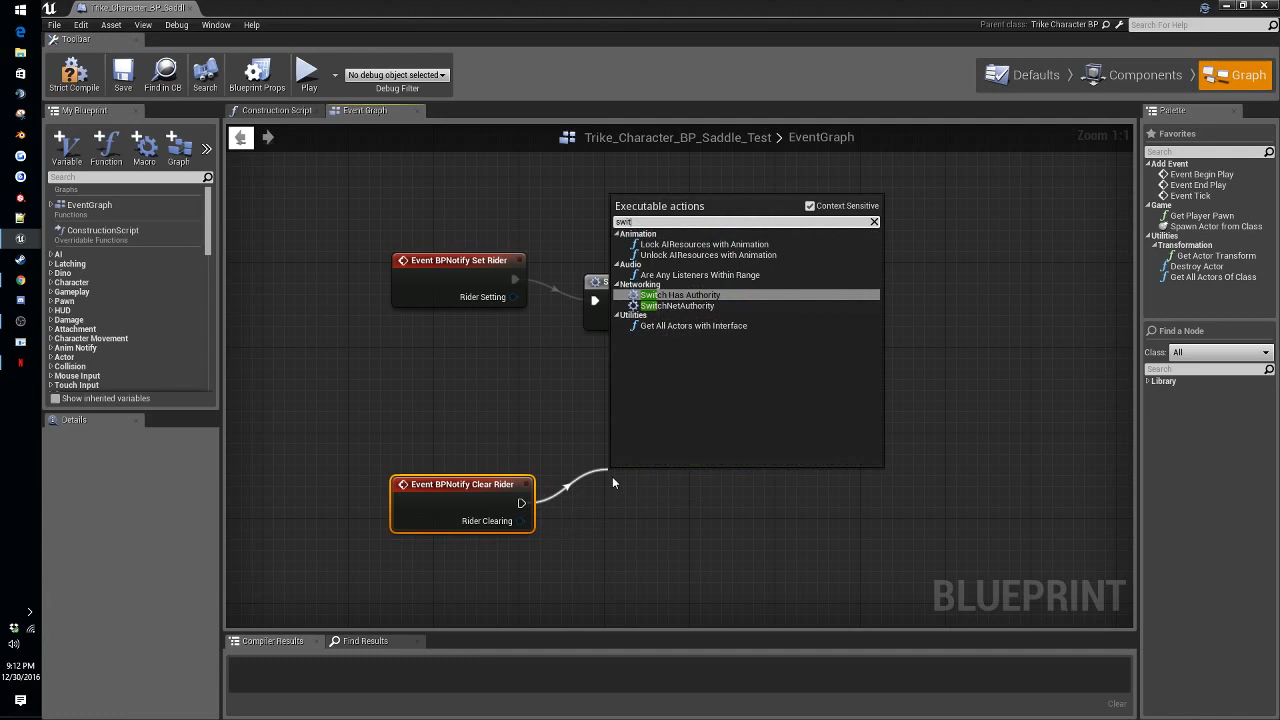 Trike_Character_BP_Saddl
File Edit Asset View Debug Window Help
Parent class: Trike Character BP
Search For Help
Toolbar
Strict Compile
Save
Find in CB
Search
Blueprint Props
Play
No debug object selected
Debug Filter
Defaults
Components
Graph
My Blueprint
Variable
Function
Macro
Graph
Search
Graphs
EventGraph
Functions
ConstructionScript
Overridable Functions
AI
Latching
Dino
Character
Gameplay
Pawn
HUD
Damage
Attachment
Character Movement
Anim Notify
Actor
Collision
Mouse Input
Touch Input
Show inherited variables
Details
Construction Script
Event Graph
Trike_Character_BP_Saddle_Test > EventGraph
Zoom 1:1
Event BPNotify Set Rider
Rider Setting
S
Executable actions
Context Sensitive
swit
Animation
Lock AIResources with Animation
Unlock AIResources with Animation
Audio
Are Any Listeners Within Range
Networking
Switch Has Authority
SwitchNetAuthority
Utilities
Get All Actors with Interface
Event BPNotify Clear Rider
Rider Clearing
BLUEPRINT
Compiler Results
Find Results
Clear
Palette
Favorites
Search
Add Event
Event Begin Play
Event End Play
Event Tick
Game
Get Player Pawn
Spawn Actor from Class
Utilities
Transformation
Get Actor Transform
Destroy Actor
Get All Actors Of Class
Find a Node
Class: All
Search
Library
9:12 PM
12/30/2016